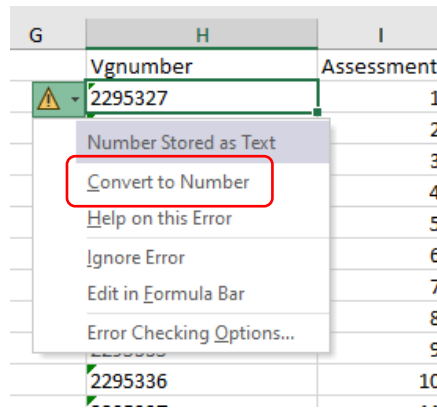 G H I
Vgnumber Assessment
2295327 1
Number Stored as Text 2
3
Convert to Number 4
Help on this Error 5
6
Ignore Error
Edit in Formula Bar 7
8
Error Checking Options...
9
2295336 10